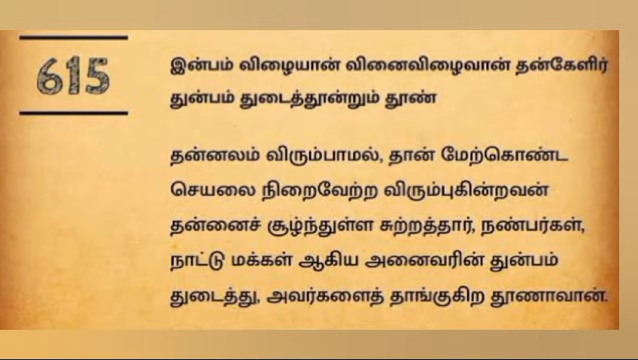 615
இன்பம் விழையான் வினைவிழைவான் தன்கேளிர்
துன்பம் துடைத்தூன்றும் தூண்
தன்னலம் விரும்பாமல், தான் மேற்கொண்ட
செயலை நிறைவேற்ற விரும்புகின்றவன்
தன்னைச் சூழ்ந்துள்ள சுற்றத்தார், நண்பர்கள்,
நாட்டு மக்கள் ஆகிய அனைவரின் துன்பம்
துடைத்து, அவர்களைத் தாங்குகிற தூணாவான்.